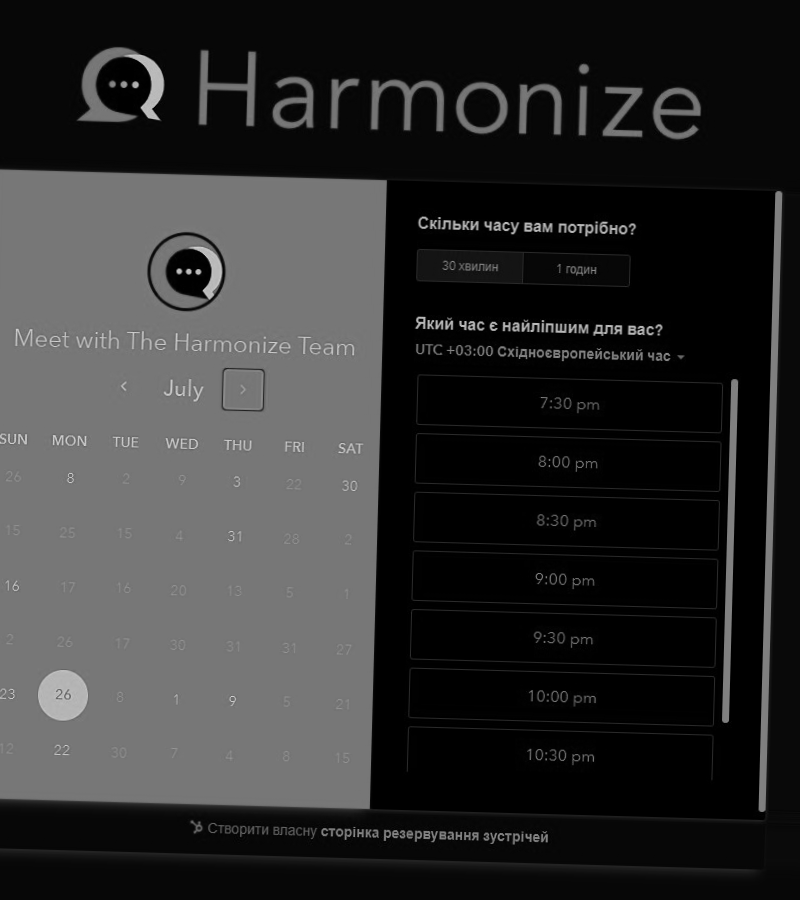 Harmonize
Meet with The Harmonize Team
July
SUN MON TUE WED THU FRI SAT
26 8 2 9 3 22 30
15 25 15 4 31 28 2
16 17 16 20 13 5 1
2 26 17 30 31 31 27
23 26 8 1 9 5 21
12 22 30 7 4 8 15
Скільки часу вам потрібно?
30 хвилин 1 годин
Який час є найліпшим для вас?
UTC +03:00 Східноєвропейський час
7:30 pm
8:00 pm
8:30 pm
9:00 pm
9:30 pm
10:00 pm
10:30 pm
Створити власну сторінка резервування зустрічей